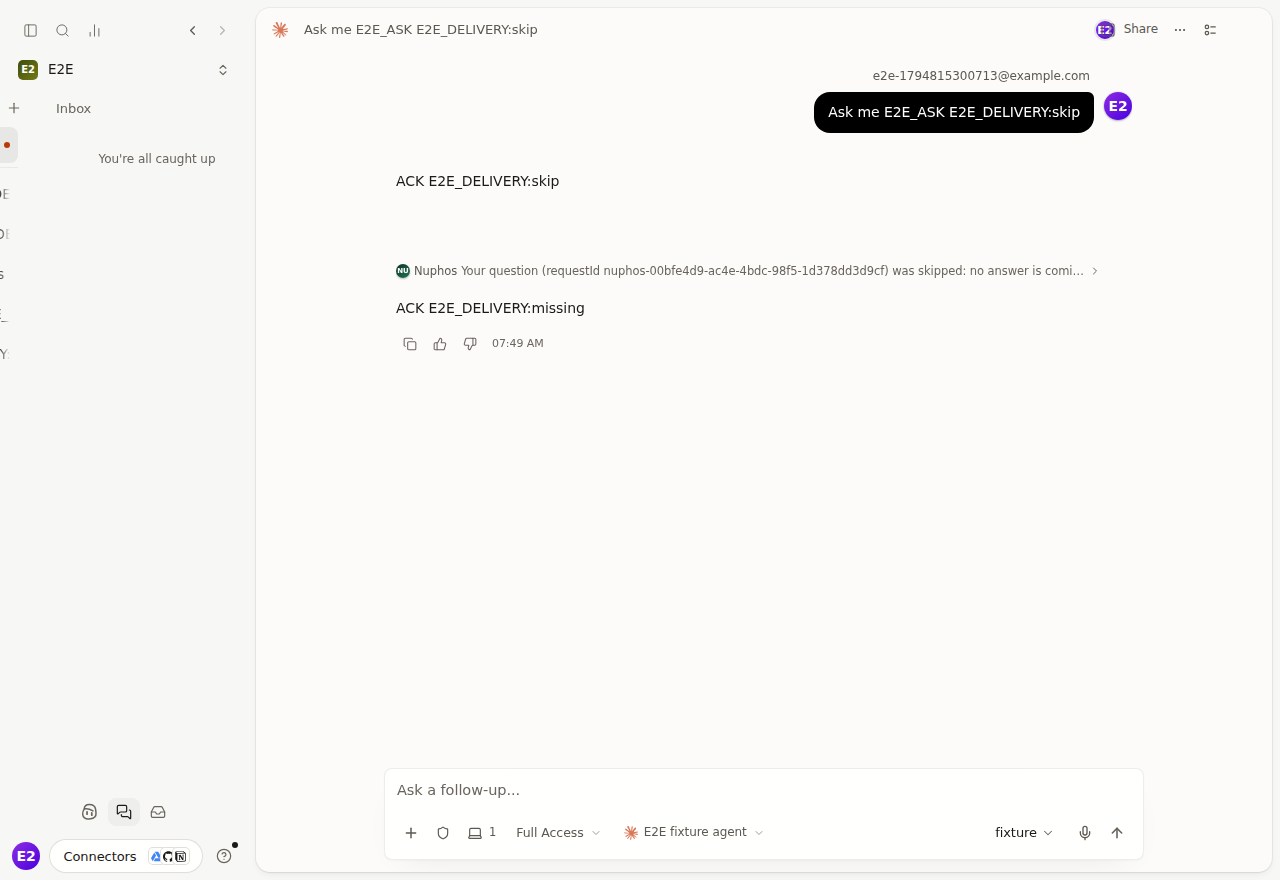 Ask me E2E_ASK E2E_DELIVERY:skip
E2 Share
E2 E2E
e2e-1794815300713@example.com
Inbox
Ask me E2E_ASK E2E_DELIVERY:skip
E2
You're all caught up
ACK E2E_DELIVERY:skip
NU Nuphos Your question (requestId nuphos-00bfe4d9-ac4e-4bdc-98f5-1d378dd3d9cf) was skipped: no answer is comi...
ACK E2E_DELIVERY:missing
07:49 AM
Ask a follow-up...
1 Full Access E2E fixture agent fixture
E2 Connectors